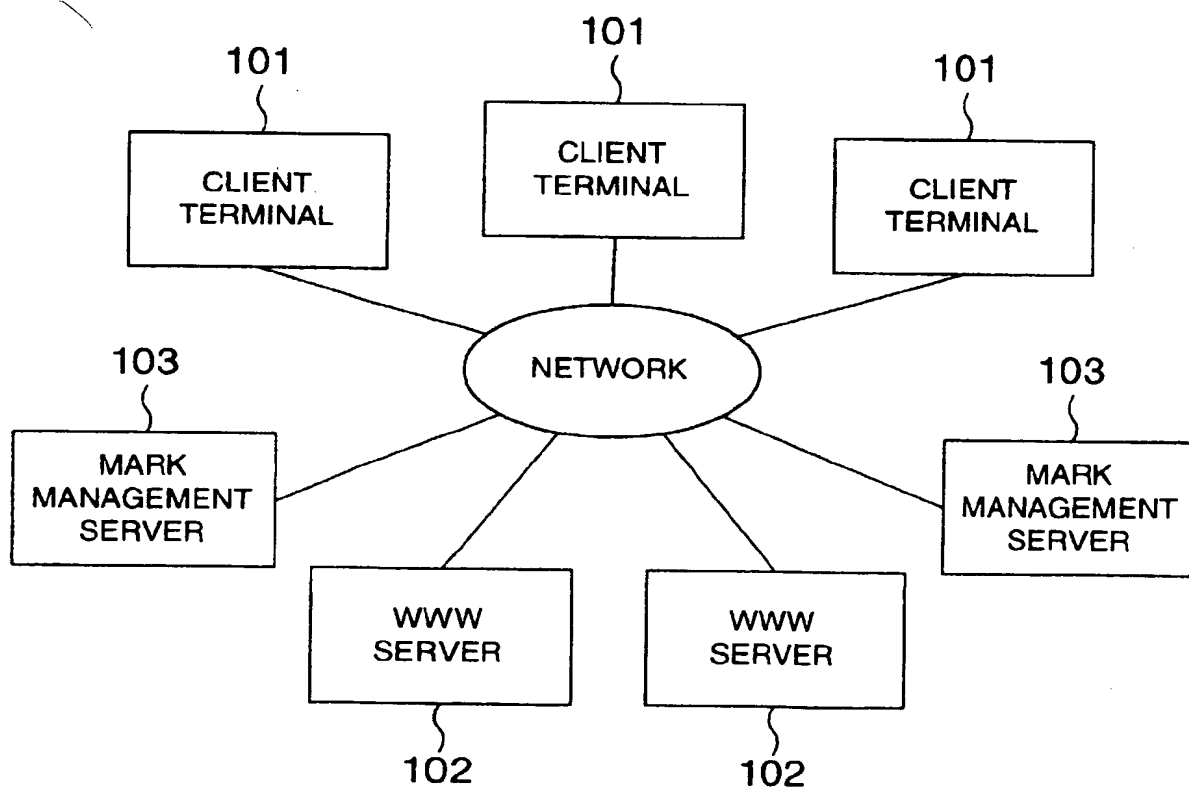 101
101
101
CLIENT
TERMINAL
CLIENT
TERMINAL
CLIENT
TERMINAL
NETWORK
103
103
MARK
MANAGEMENT
SERVER
MARK
MANAGEMENT
SERVER
WWW
SERVER
WWW
SERVER
102
102